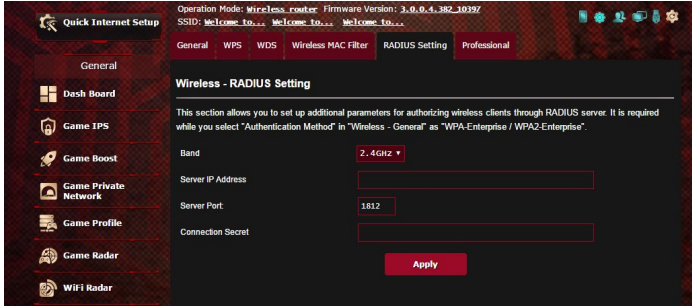 Quick Internet Setup
General
Dash Board
Game IPS
Game Boost
Game Private
Network
Game Profile
Game Radar
WiFi Radar
Operation Mode: Wireless router Firmware Version: 3.0.0.4.382_10397
SSID: Welcome to... Welcome to... Welcome to...
General WPS WDS Wireless MAC Filter RADIUS Setting Professional
Wireless - RADIUS Setting
This section allows you to set up additional parameters for authorizing wireless clients through RADIUS server. It is required
while you select "Authentication Method" in "Wireless - General" as "WPA-Enterprise / WPA2-Enterprise".
Band 2.4GHz
Server IP Address
Server Port: 1812
Connection Secret
Apply